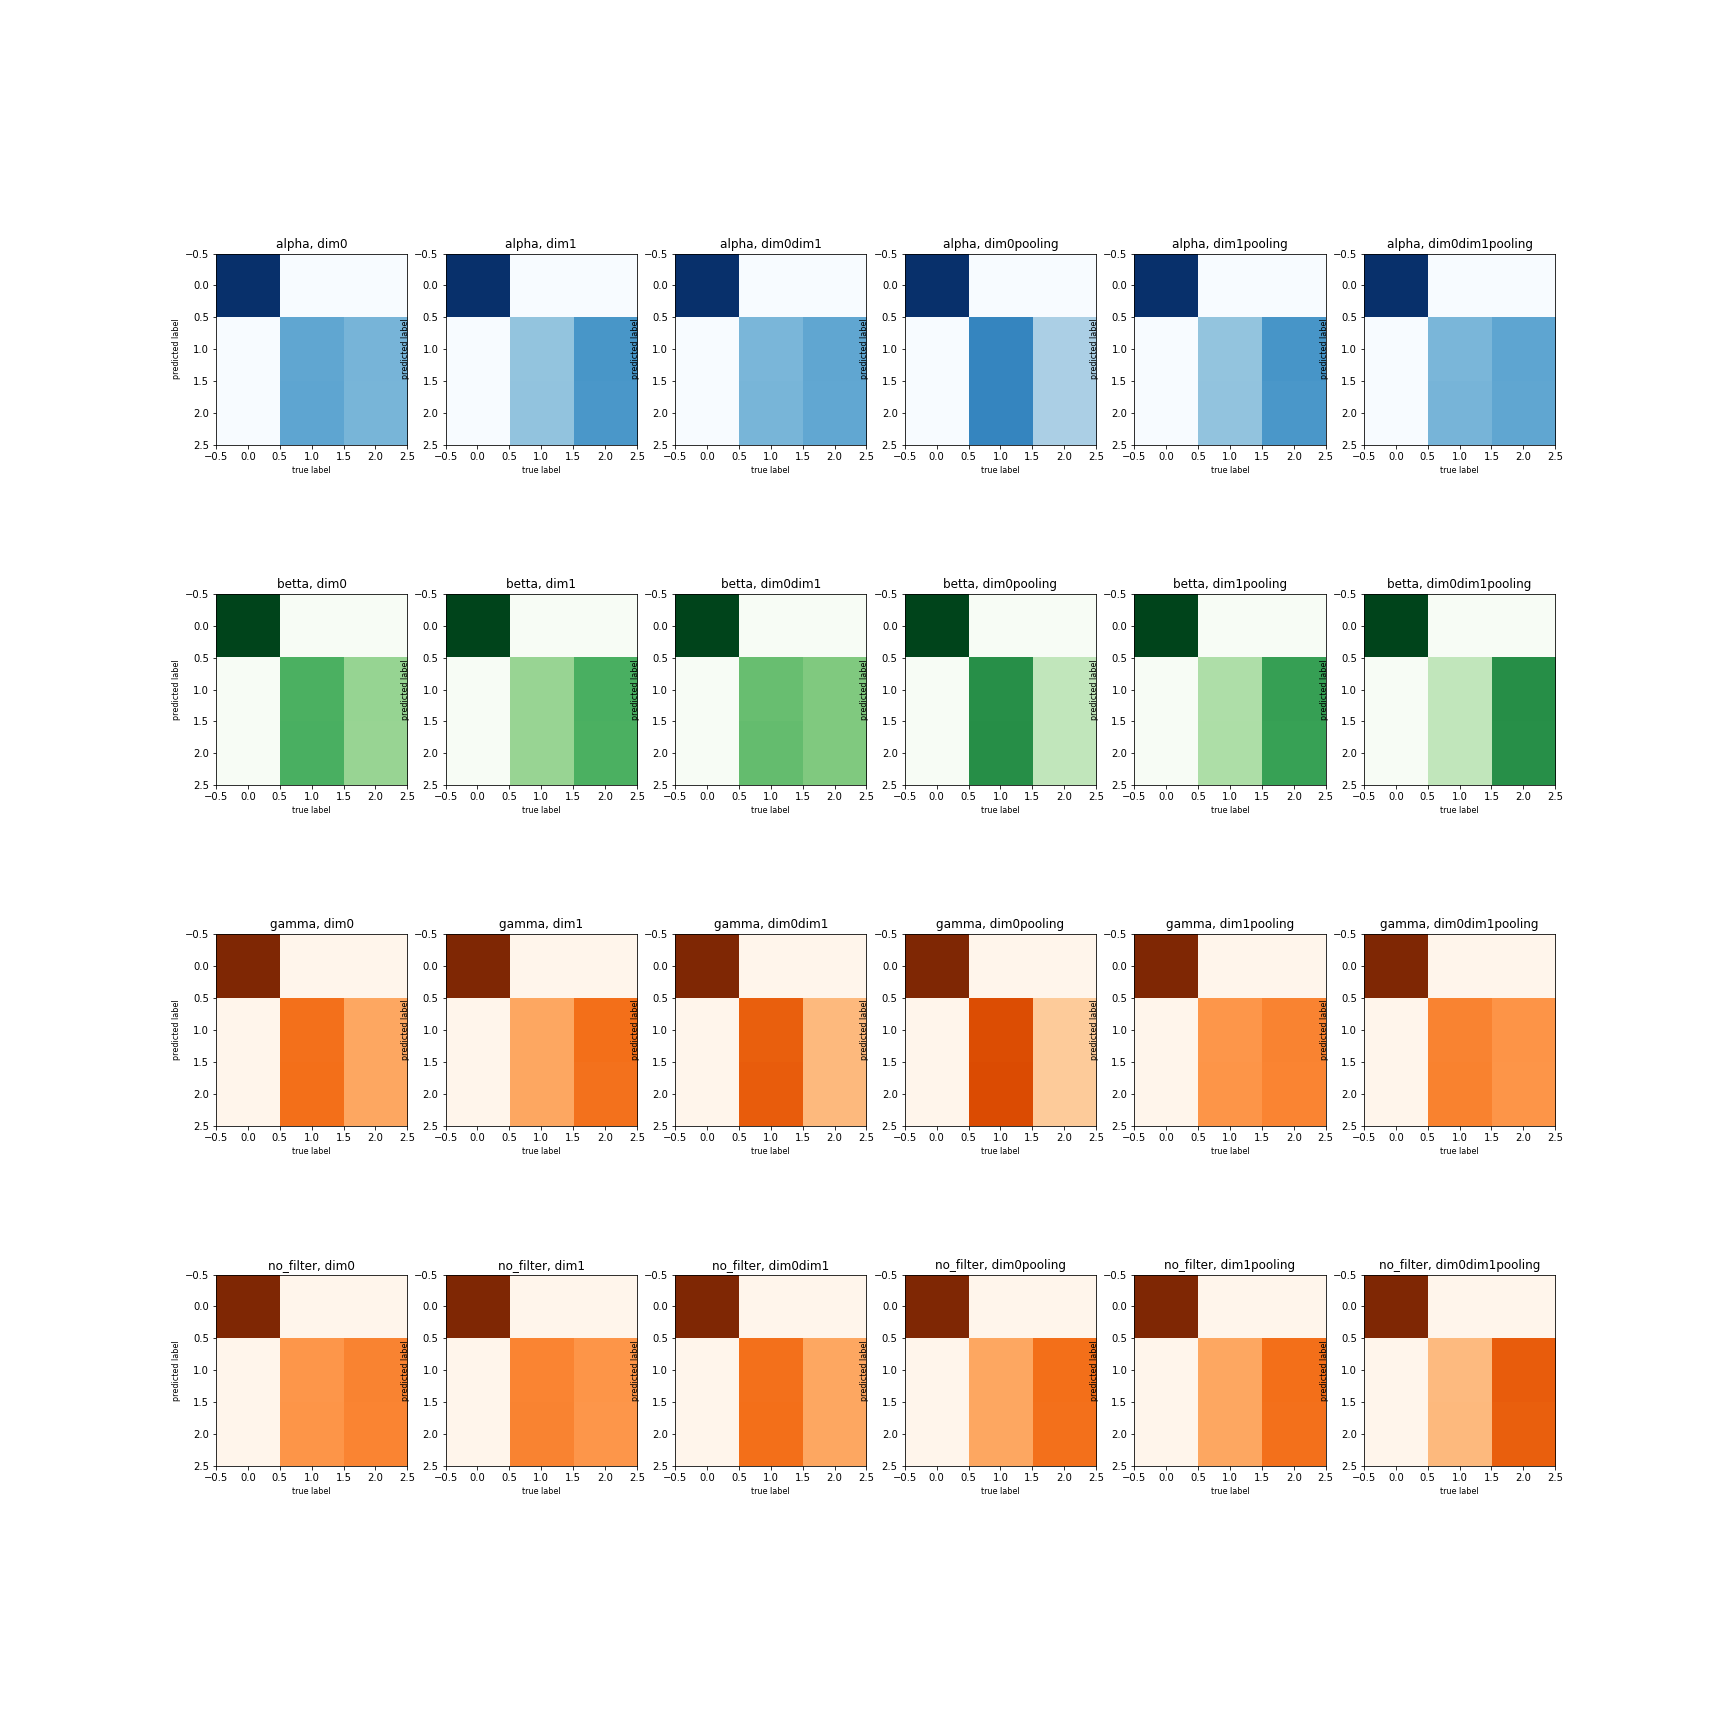 alpha, dim0 alpha, dim1 alpha, dim0dim1 alpha, dim0pooling alpha, dim1pooling alpha, dim0dim1pooling
−0.5 −0.5 −0.5 −0.5 −0.5 −0.5
0.0 0.0 0.0 0.0 0.0 0.0
0.5 0.5 0.5 0.5 0.5 0.5
predicted label predicted label predicted label predicted label predicted label predicted label
1.0 1.0 1.0 1.0 1.0 1.0
1.5 1.5 1.5 1.5 1.5 1.5
2.0 2.0 2.0 2.0 2.0 2.0
2.5 2.5 2.5 2.5 2.5 2.5
−0.5 0.0 0.5 1.0 1.5 2.0 2.5 −0.5 0.0 0.5 1.0 1.5 2.0 2.5 −0.5 0.0 0.5 1.0 1.5 2.0 2.5 −0.5 0.0 0.5 1.0 1.5 2.0 2.5 −0.5 0.0 0.5 1.0 1.5 2.0 2.5 −0.5 0.0 0.5 1.0 1.5 2.0 2.5
true label true label true label true label true label true label
betta, dim0 betta, dim1 betta, dim0dim1 betta, dim0pooling betta, dim1pooling betta, dim0dim1pooling
−0.5 −0.5 −0.5 −0.5 −0.5 −0.5
0.0 0.0 0.0 0.0 0.0 0.0
0.5 0.5 0.5 0.5 0.5 0.5
predicted label predicted label predicted label predicted label predicted label predicted label
1.0 1.0 1.0 1.0 1.0 1.0
1.5 1.5 1.5 1.5 1.5 1.5
2.0 2.0 2.0 2.0 2.0 2.0
2.5 2.5 2.5 2.5 2.5 2.5
−0.5 0.0 0.5 1.0 1.5 2.0 2.5 −0.5 0.0 0.5 1.0 1.5 2.0 2.5 −0.5 0.0 0.5 1.0 1.5 2.0 2.5 −0.5 0.0 0.5 1.0 1.5 2.0 2.5 −0.5 0.0 0.5 1.0 1.5 2.0 2.5 −0.5 0.0 0.5 1.0 1.5 2.0 2.5
true label true label true label true label true label true label
gamma, dim0 gamma, dim1 gamma, dim0dim1 gamma, dim0pooling gamma, dim1pooling gamma, dim0dim1pooling
−0.5 −0.5 −0.5 −0.5 −0.5 −0.5
0.0 0.0 0.0 0.0 0.0 0.0
0.5 0.5 0.5 0.5 0.5 0.5
predicted label predicted label predicted label predicted label predicted label predicted label
1.0 1.0 1.0 1.0 1.0 1.0
1.5 1.5 1.5 1.5 1.5 1.5
2.0 2.0 2.0 2.0 2.0 2.0
2.5 2.5 2.5 2.5 2.5 2.5
−0.5 0.0 0.5 1.0 1.5 2.0 2.5 −0.5 0.0 0.5 1.0 1.5 2.0 2.5 −0.5 0.0 0.5 1.0 1.5 2.0 2.5 −0.5 0.0 0.5 1.0 1.5 2.0 2.5 −0.5 0.0 0.5 1.0 1.5 2.0 2.5 −0.5 0.0 0.5 1.0 1.5 2.0 2.5
true label true label true label true label true label true label
no_filter, dim0 no_filter, dim1 no_filter, dim0dim1 no_filter, dim0pooling no_filter, dim1pooling no_filter, dim0dim1pooling
−0.5 −0.5 −0.5 −0.5 −0.5 −0.5
0.0 0.0 0.0 0.0 0.0 0.0
0.5 0.5 0.5 0.5 0.5 0.5
predicted label predicted label predicted label predicted label predicted label predicted label
1.0 1.0 1.0 1.0 1.0 1.0
1.5 1.5 1.5 1.5 1.5 1.5
2.0 2.0 2.0 2.0 2.0 2.0
2.5 2.5 2.5 2.5 2.5 2.5
−0.5 0.0 0.5 1.0 1.5 2.0 2.5 −0.5 0.0 0.5 1.0 1.5 2.0 2.5 −0.5 0.0 0.5 1.0 1.5 2.0 2.5 −0.5 0.0 0.5 1.0 1.5 2.0 2.5 −0.5 0.0 0.5 1.0 1.5 2.0 2.5 −0.5 0.0 0.5 1.0 1.5 2.0 2.5
true label true label true label true label true label true label